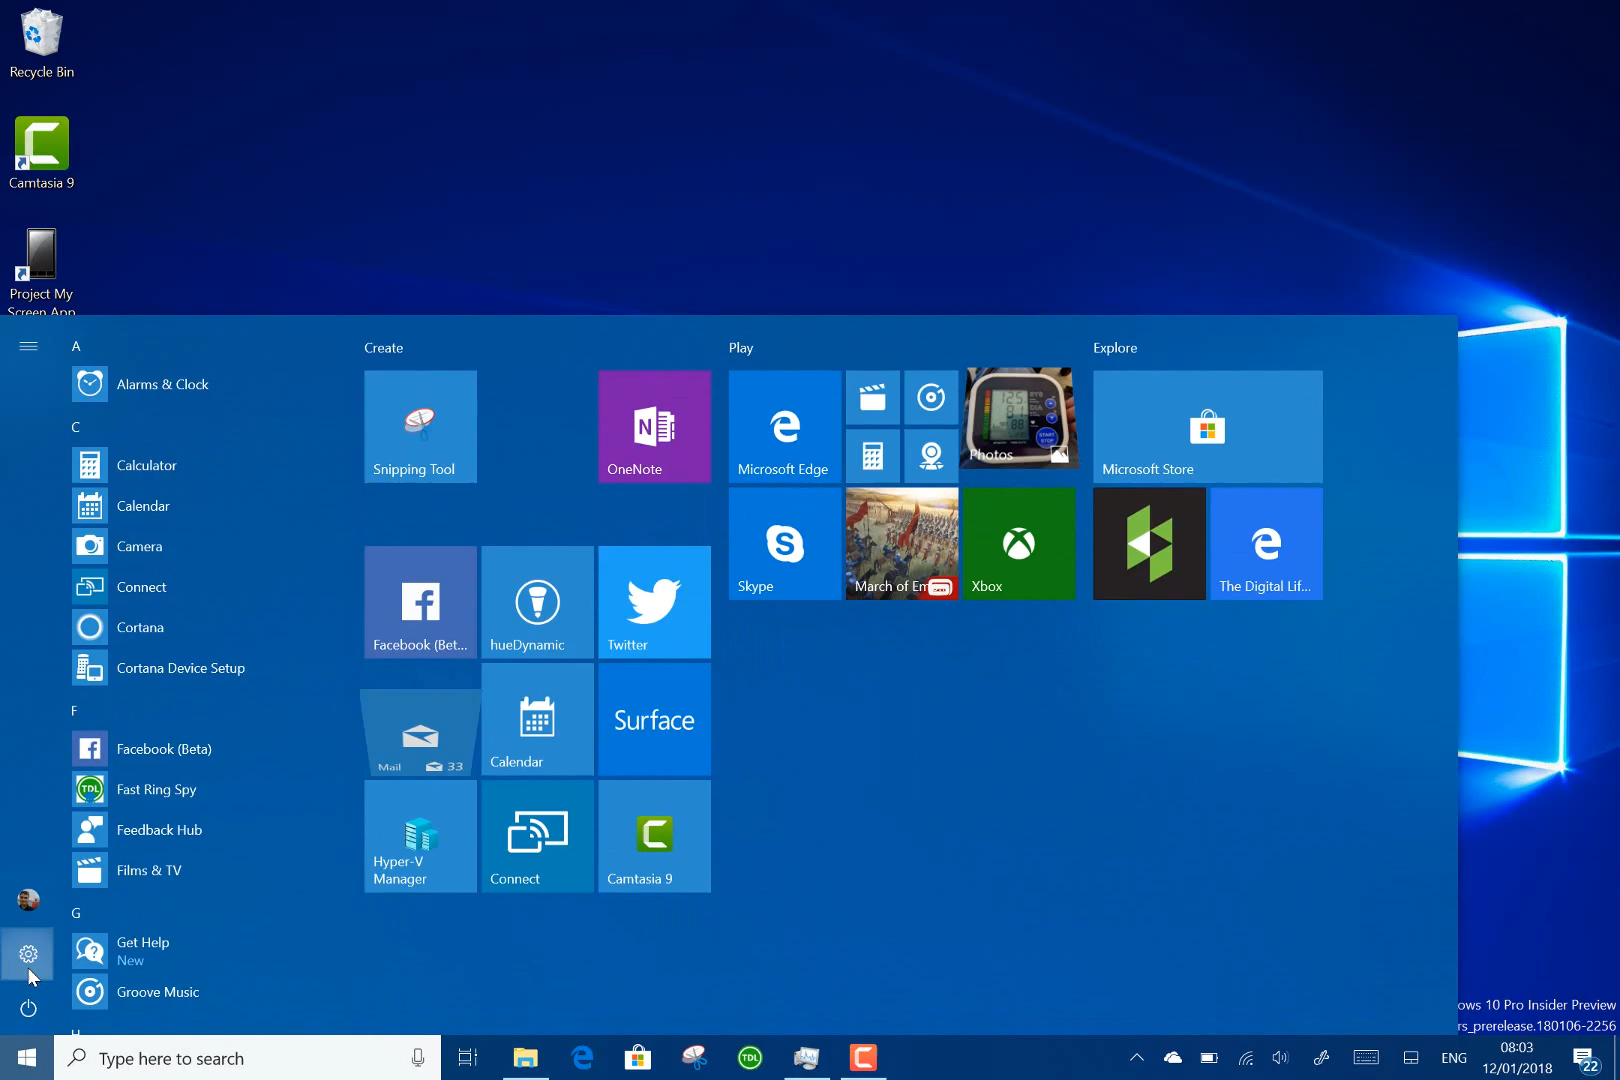 Recycle Bin
Camtasia 9
Project My
Screen App
A
Alarms & Clock
C
Calculator
Calendar
Camera
Connect
Cortana
Cortana Device Setup
F
Facebook (Beta)
TDL
Fast Ring Spy
Feedback Hub
Films & TV
G
Get Help
New
Groove Music
H
Create
Snipping Tool
N
OneNote
Facebook (Bet...
hueDynamic
Twitter
Mail
33
Calendar
Surface
Hyper-V
Manager
Connect
Camtasia 9
Play
Microsoft Edge
Photos
START
STOP
S
Skype
March of Em
Xbox
Explore
Microsoft Store
The Digital Lif...
ows 10 Pro Insider Preview
rs_prerelease.180106-2256
Type here to search
TDL
ENG
08:03
12/01/2018
22